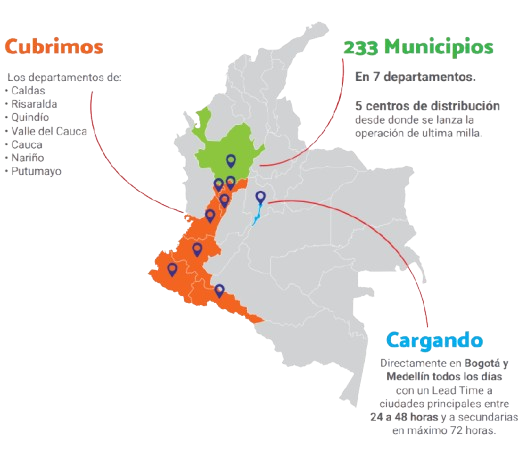 Cubrimos
Los departamentos de:
• Caldas
• Risaralda
• Quindío
• Valle del Cauca
• Cauca
• Nariño
• Putumayo
233 Municipios
En 7 departamentos.
5 centros de distribución
desde donde se lanza la
operación de ultima milla.
Cargando
Directamente en Bogotá y
Medellín todos los días
con un Lead Time a
ciudades principales entre
24 a 48 horas y a secundarias
en máximo 72 horas.